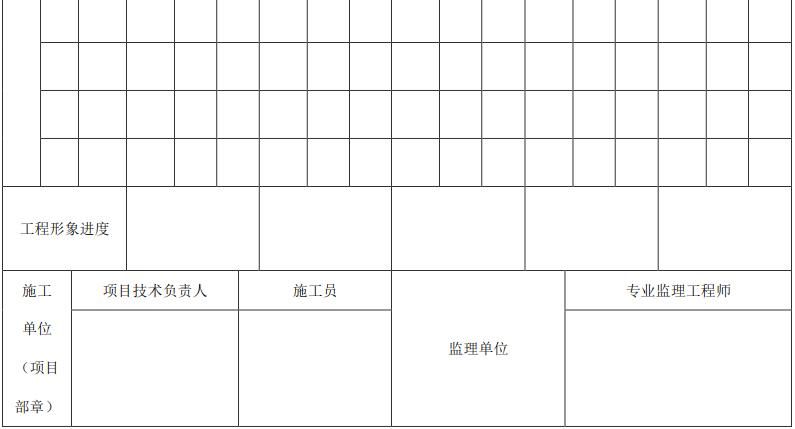 工程形象进度
施工
单位
（项目
部章）
项目技术负责人
施工员
监理单位
专业监理工程师